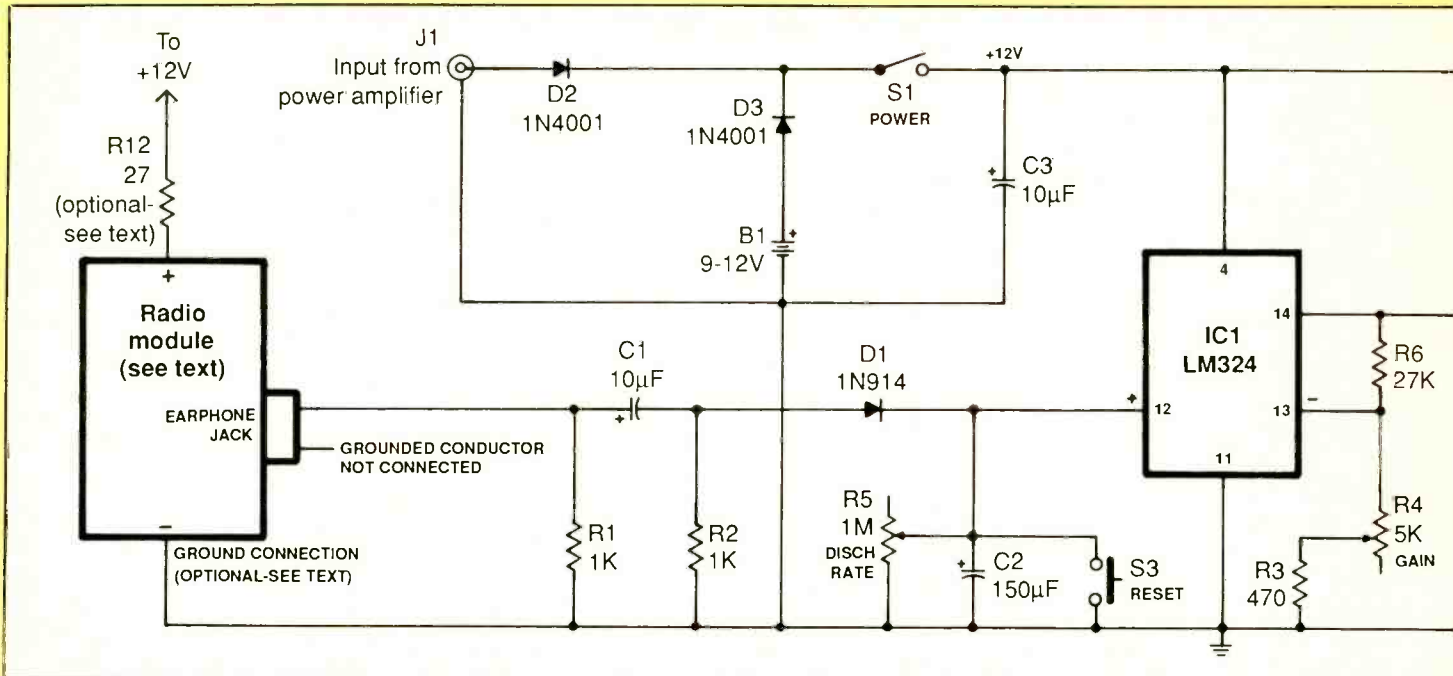 To
+12V
R12
27
(optional-
see text)
+
Radio
module
(see text)
EARPHONE
JACK
−
GROUND CONNECTION
(OPTIONAL-SEE TEXT)
GROUNDED CONDUCTOR
NOT CONNECTED
J1
Input from
power amplifier
D2
1N4001
D3
1N4001
S1
POWER
+12V
+
C3
10µF
B1
+
9-12V
C1
10µF
+
D1
1N914
R1
1K
R2
1K
R5
1M
DISCH
RATE
+
C2
150µF
S3
RESET
+
12
4
IC1
LM324
11
14
13
−
R6
27K
R4
5K
GAIN
R3
470